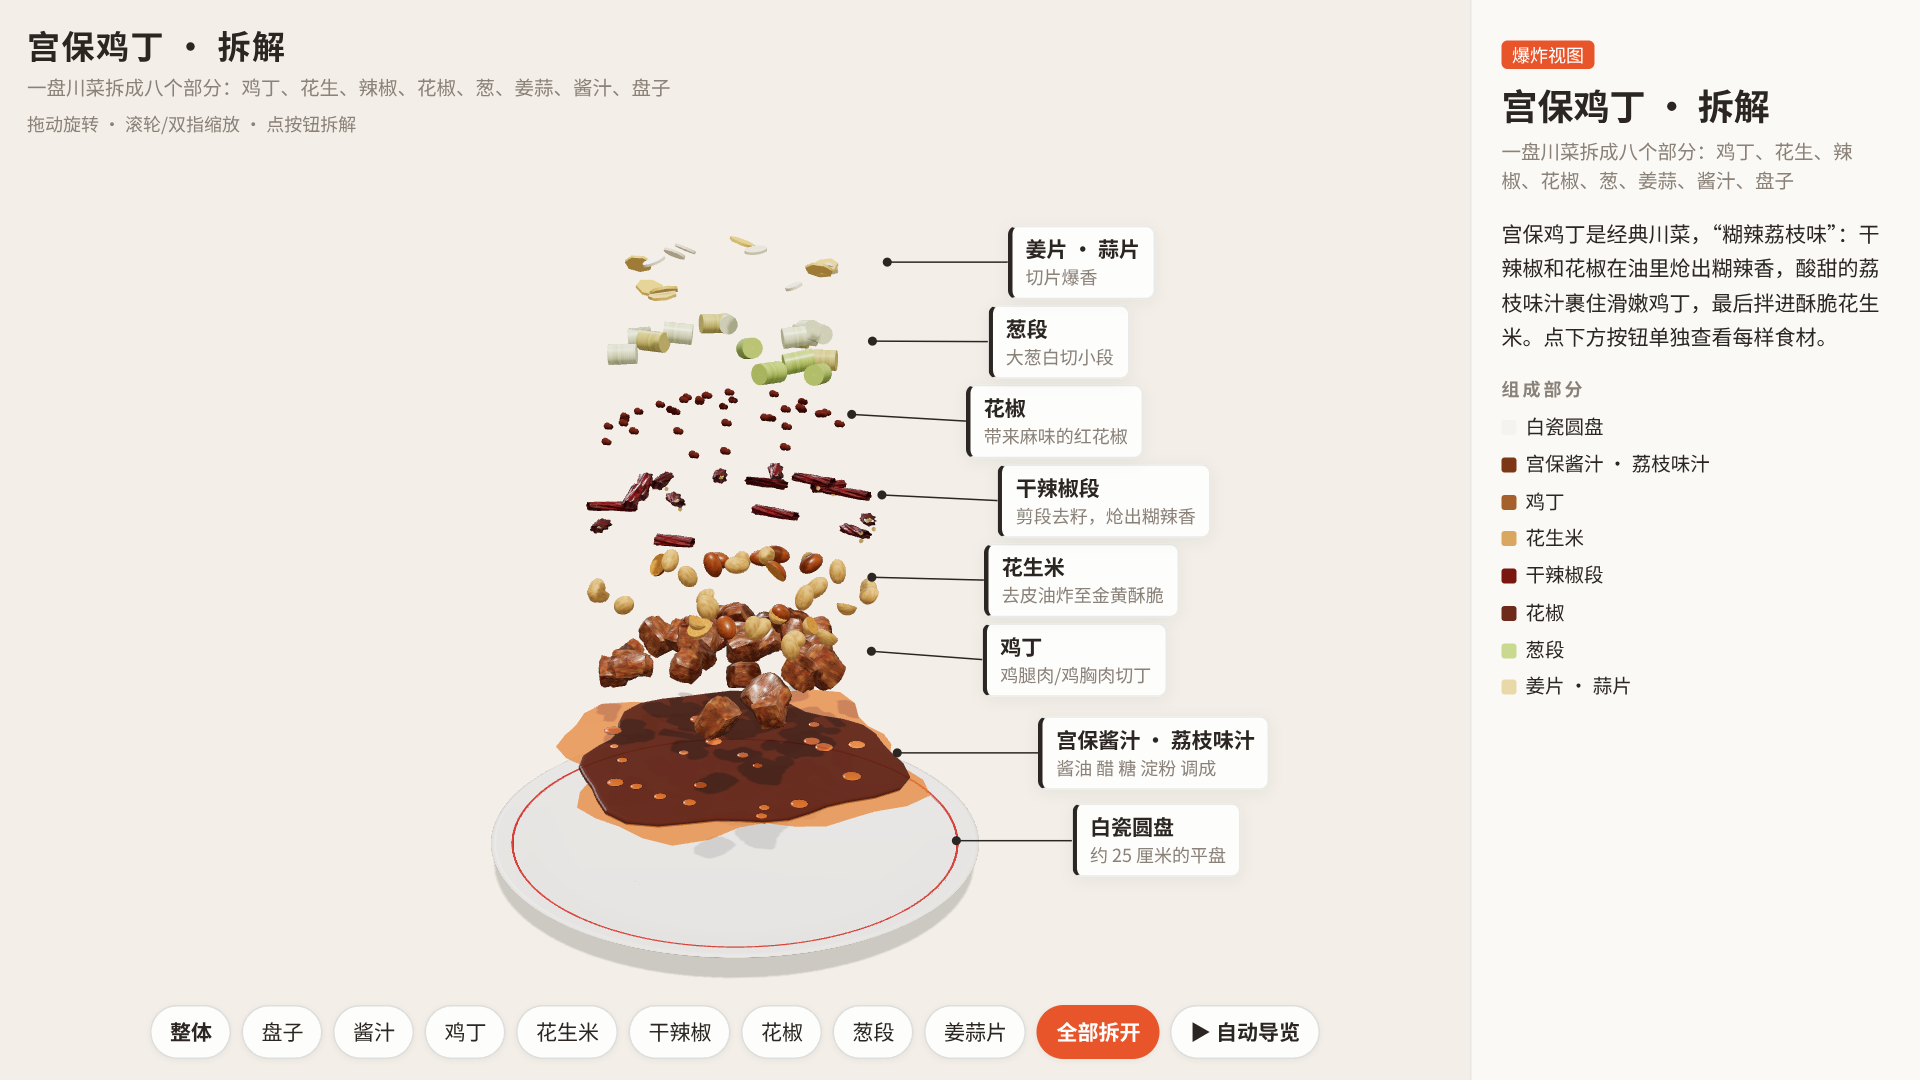 宫保鸡丁 · 拆解
一盘川菜拆成八个部分：鸡丁、花生、辣椒、花椒、葱、姜蒜、酱汁、盘子
拖动旋转 · 滚轮/双指缩放 · 点按钮拆解
姜片 · 蒜片
切片爆香
葱段
大葱白切小段
花椒
带来麻味的红花椒
干辣椒段
剪段去籽，炝出糊辣香
花生米
去皮油炸至金黄酥脆
鸡丁
鸡腿肉/鸡胸肉切丁
宫保酱汁 · 荔枝味汁
酱油 醋 糖 淀粉 调成
白瓷圆盘
约 25 厘米的平盘
整体
盘子
酱汁
鸡丁
花生米
干辣椒
花椒
葱段
姜蒜片
全部拆开
▶ 自动导览
爆炸视图
宫保鸡丁 · 拆解
一盘川菜拆成八个部分：鸡丁、花生、辣
椒、花椒、葱、姜蒜、酱汁、盘子
宫保鸡丁是经典川菜，“糊辣荔枝味”：干
辣椒和花椒在油里炝出糊辣香，酸甜的荔
枝味汁裹住滑嫩鸡丁，最后拌进酥脆花生
米。点下方按钮单独查看每样食材。
组成部分
白瓷圆盘
宫保酱汁 · 荔枝味汁
鸡丁
花生米
干辣椒段
花椒
葱段
姜片 · 蒜片